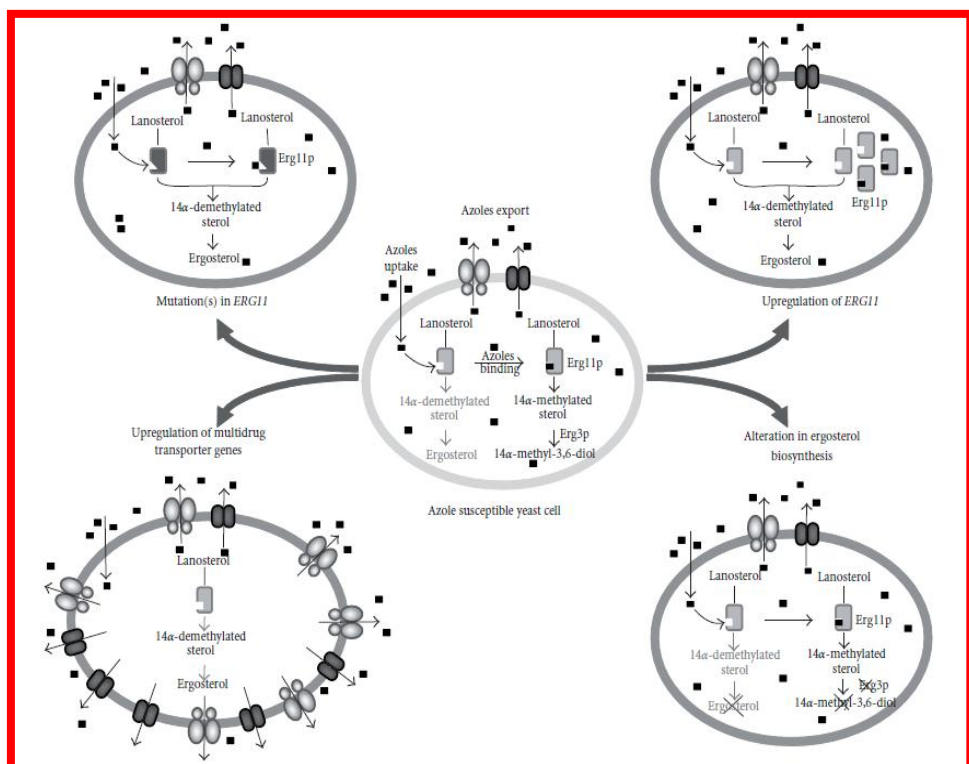 Lanosterol
Lanosterol
Erg11p
14α-demethylated
sterol
Ergosterol
Mutation(s) in ERG11
Lanosterol
Lanosterol
14α-demethylated
sterol
Erg11p
Ergosterol
Upregulation of ERG11
Azoles export
Azoles
uptake
Lanosterol
Lanosterol
Azoles
binding
Erg11p
14α-demethylated
sterol
14α-methylated
sterol
Erg3p
Ergosterol
14α-methyl-3,6-diol
Azole susceptible yeast cell
Upregulation of multidrug
transporter genes
Lanosterol
14α-demethylated
sterol
Ergosterol
Alteration in ergosterol
biosynthesis
Lanosterol
Lanosterol
Erg11p
14α-demethylated
sterol
14α-methylated
sterol
Erg3p
Ergosterol
14α-methyl-3,6-diol